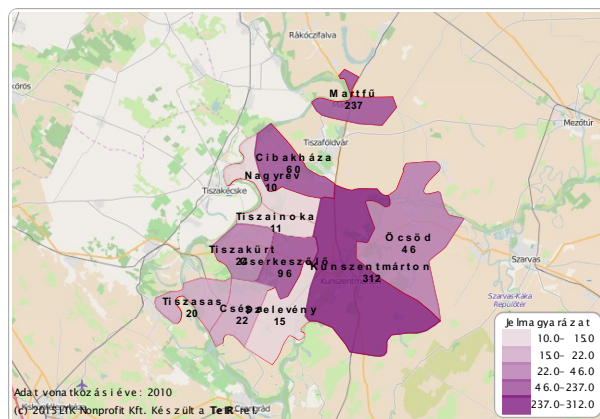 Rákóczifalva
Martfű
237
Mezőtúr
Tiszaföldvár
Cibakháza
60
Nagyrév
10
Tiszakécske
Tiszainoka
11
Öcsöd
46
Tiszakürt
Cserkeszőlő
96
Kunszentmárton
312
Szarvas
Szarvas-Káka
Repülőtér
Tiszasas
20
Csépa
22
Szelevény
15
Jelmagyarázat
10.0– 15.0
15.0– 22.0
22.0– 46.0
46.0–237.0
237.0–312.0
Adat vonatkozási éve: 2010
(c) 2015 LTK Nonprofit Kft. Készült a TeIR-rel.